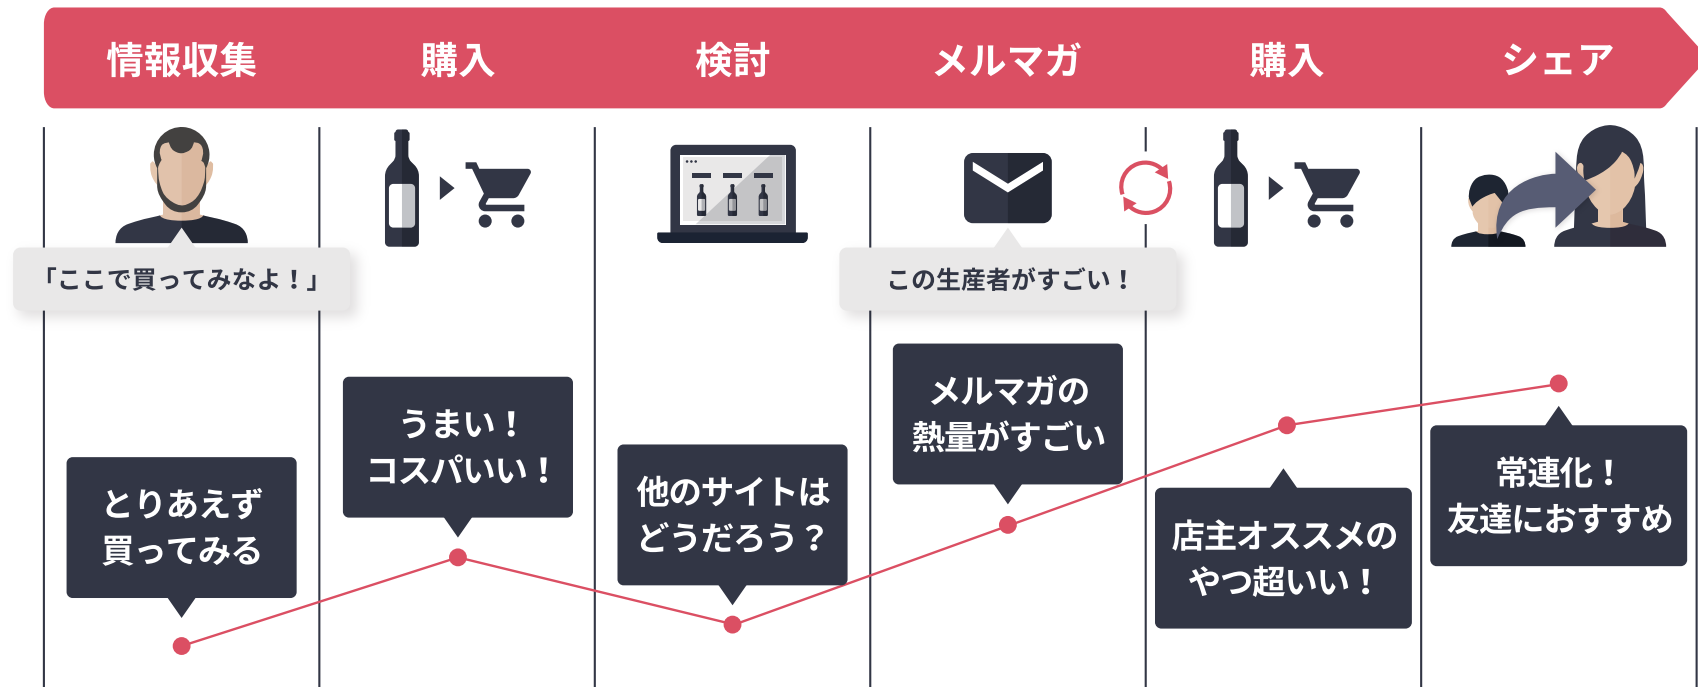 情報収集
購入
検討
メルマガ
購入
シェア
「ここで買ってみなよ！」
この生産者がすごい！
とりあえず
買ってみる
うまい！
コスパいい！
他のサイトは
どうだろう？
メルマガの
熱量がすごい
店主オススメの
やつ超いい！
常連化！
友達におすすめ